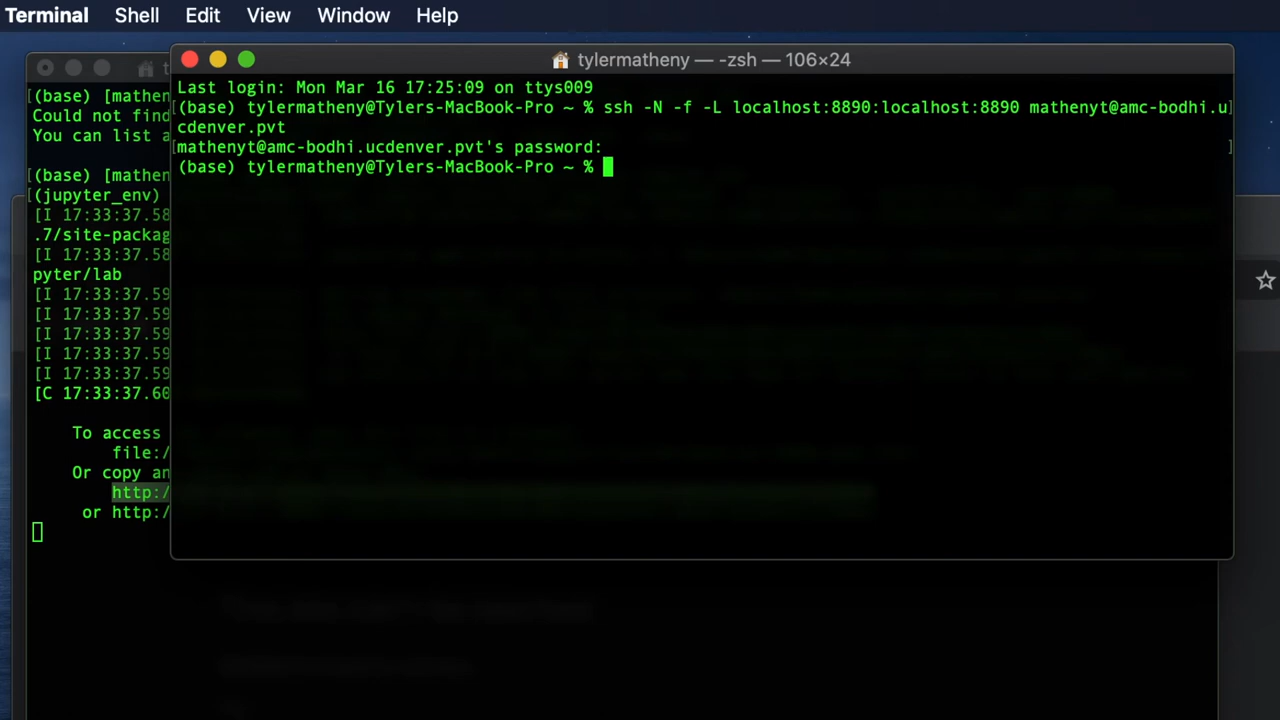 Terminal Shell Edit View Window Help
tylermatheny — -zsh — 106×24
Last login: Mon Mar 16 17:25:09 on ttys009
(base) tylermatheny@Tylers-MacBook-Pro ~ % ssh -N -f -L localhost:8890:localhost:8890 mathenyt@amc-bodhi.u
cdenver.pvt
mathenyt@amc-bodhi.ucdenver.pvt's password:
(base) tylermatheny@Tylers-MacBook-Pro ~ %
(base) [mathen
Could not find
You can list a
(base) [mathen
(jupyter_env)
[I 17:33:37.58
.7/site-packag
[I 17:33:37.58
pyter/lab
[I 17:33:37.59
[I 17:33:37.59
[I 17:33:37.59
[I 17:33:37.59
[I 17:33:37.59
[C 17:33:37.60
To access
file:/
Or copy an
http:/
or http:/